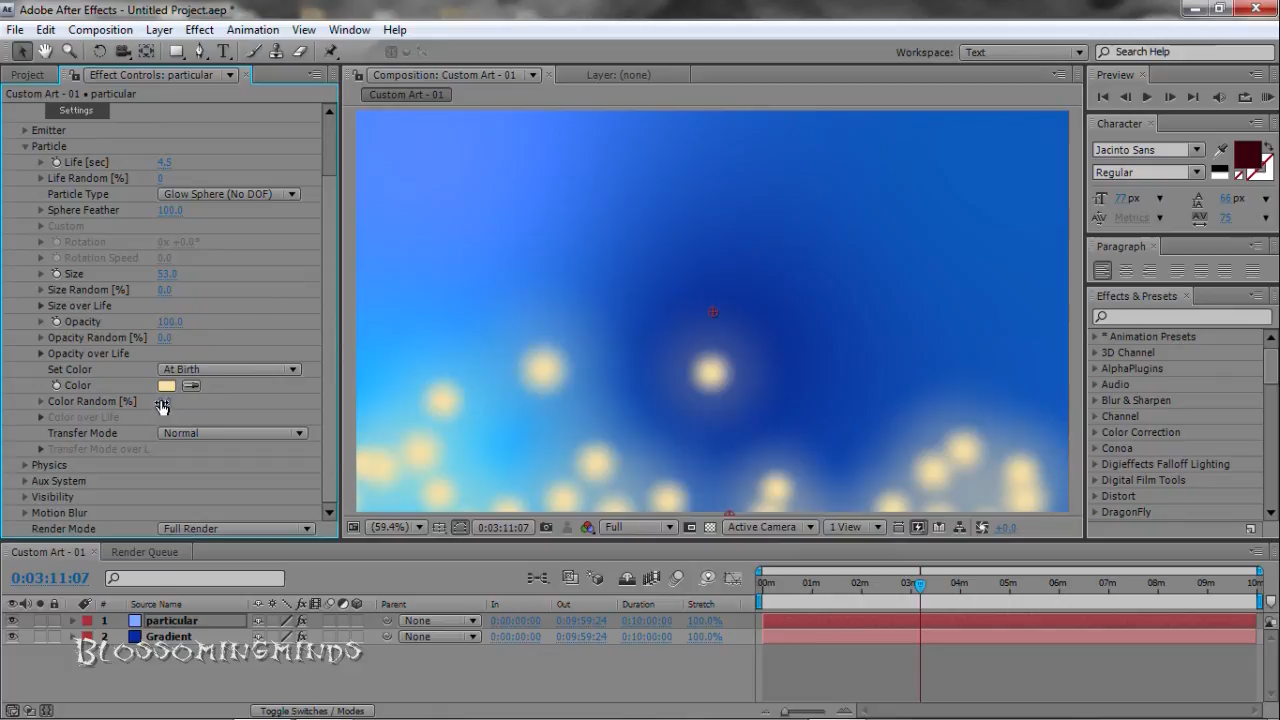 Adobe After Effects - Untitled Project.aep *
File Edit Composition Layer Effect Animation View Window Help
Workspace: Text Search Help
Project Effect Controls: particular Composition: Custom Art - 01 Layer: (none) Preview
Custom Art - 01 • particular Custom Art - 01
Settings
Emitter
Particle
Life [sec] 4.5
Life Random [%] 0
Particle Type Glow Sphere (No DOF)
Sphere Feather 100.0
Custom
Rotation 0x +0.0°
Rotation Speed 0.0
Size 53.0
Size Random [%] 0.0
Size over Life
Opacity 100.0
Opacity Random [%] 0.0
Opacity over Life
Set Color At Birth
Color
Color Random [%]
Color over Life
Transfer Mode Normal
Transfer Mode over L
Physics
Aux System
Visibility
Motion Blur
Render Mode Full Render
(59.4%) 0:03:11:07 Full Active Camera 1 View +0.0
Character
Jacinto Sans
Regular
77 px 66 px
Metrics 75
Paragraph
Effects & Presets
* Animation Presets
3D Channel
AlphaPlugins
Audio
Blur & Sharpen
Channel
Color Correction
Conoa
Digieffects Falloff Lighting
Digital Film Tools
Distort
DragonFly
Custom Art - 01 Render Queue
0:03:11:07 00m 01m 02m 03m 04m 05m 06m 07m 08m 09m 10m
# Source Name Parent In Out Duration Stretch
1 particular None 0:00:00:00 0:09:59:24 0:10:00:00 100.0%
2 Gradient None 0:00:00:00 0:09:59:24 0:10:00:00 100.0%
Blossomingminds
Toggle Switches / Modes